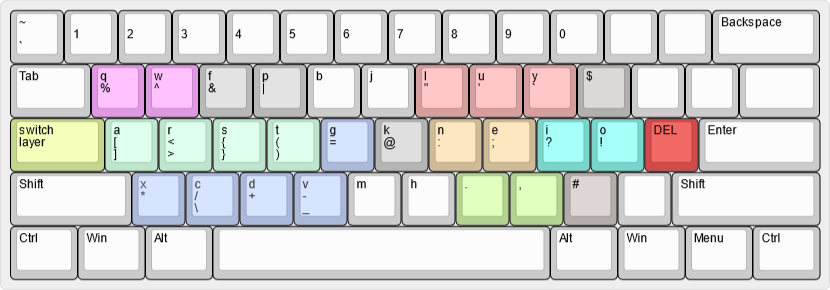 ~
`
1
2
3
4
5
6
7
8
9
0
Backspace
Tab
q
%
w
^
f
&
p
|
b
j
l
"
u
'
y
`
$
switch
layer
a
[
]
r
<
>
s
{
}
t
(
)
g
=
k
@
n
:
e
;
i
?
o
!
DEL
Enter
Shift
x
*
c
/
\
d
+
v
-
_
m
h
.
,
#
Shift
Ctrl
Win
Alt
Alt
Win
Menu
Ctrl